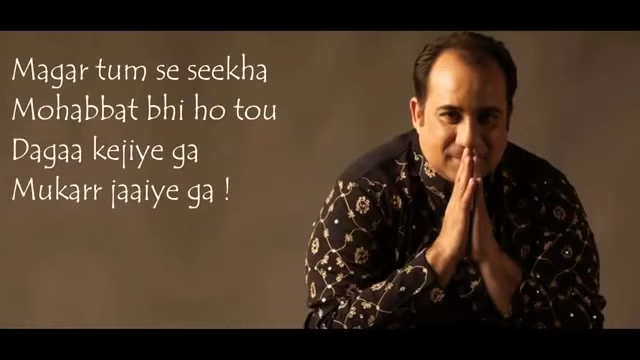 Magar tum se seekha
Mohabbat bhi ho tou
Dagaa kejiye ga
Mukarr jaaiye ga !